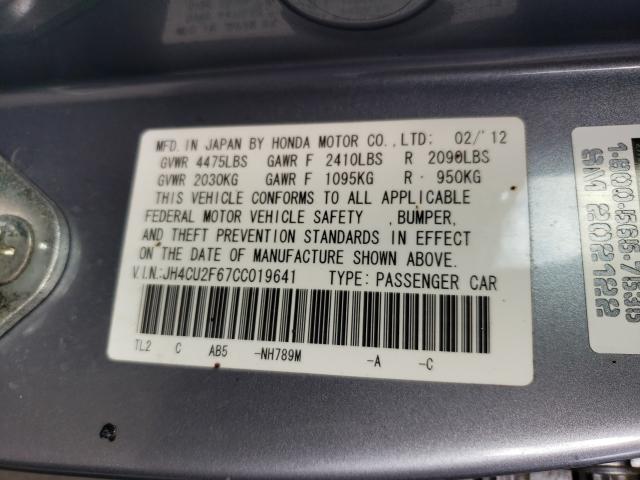 MFD. IN JAPAN BY HONDA MOTOR CO., LTD: 02/'12
GVWR 4475LBS GAWR F 2410LBS R 2090LBS
GVWR 2030KG GAWR F 1095KG R 950KG
THIS VEHICLE CONFORMS TO ALL APPLICABLE
FEDERAL MOTOR VEHICLE SAFETY , BUMPER,
AND THEFT PREVENTION STANDARDS IN EFFECT
ON THE DATE OF MANUFACTURE SHOWN ABOVE.
V.I.N.:JH4CU2F67CC019641 TYPE: PASSENGER CAR
TL2 C AB5 -NH789M -A -C
SM 202122